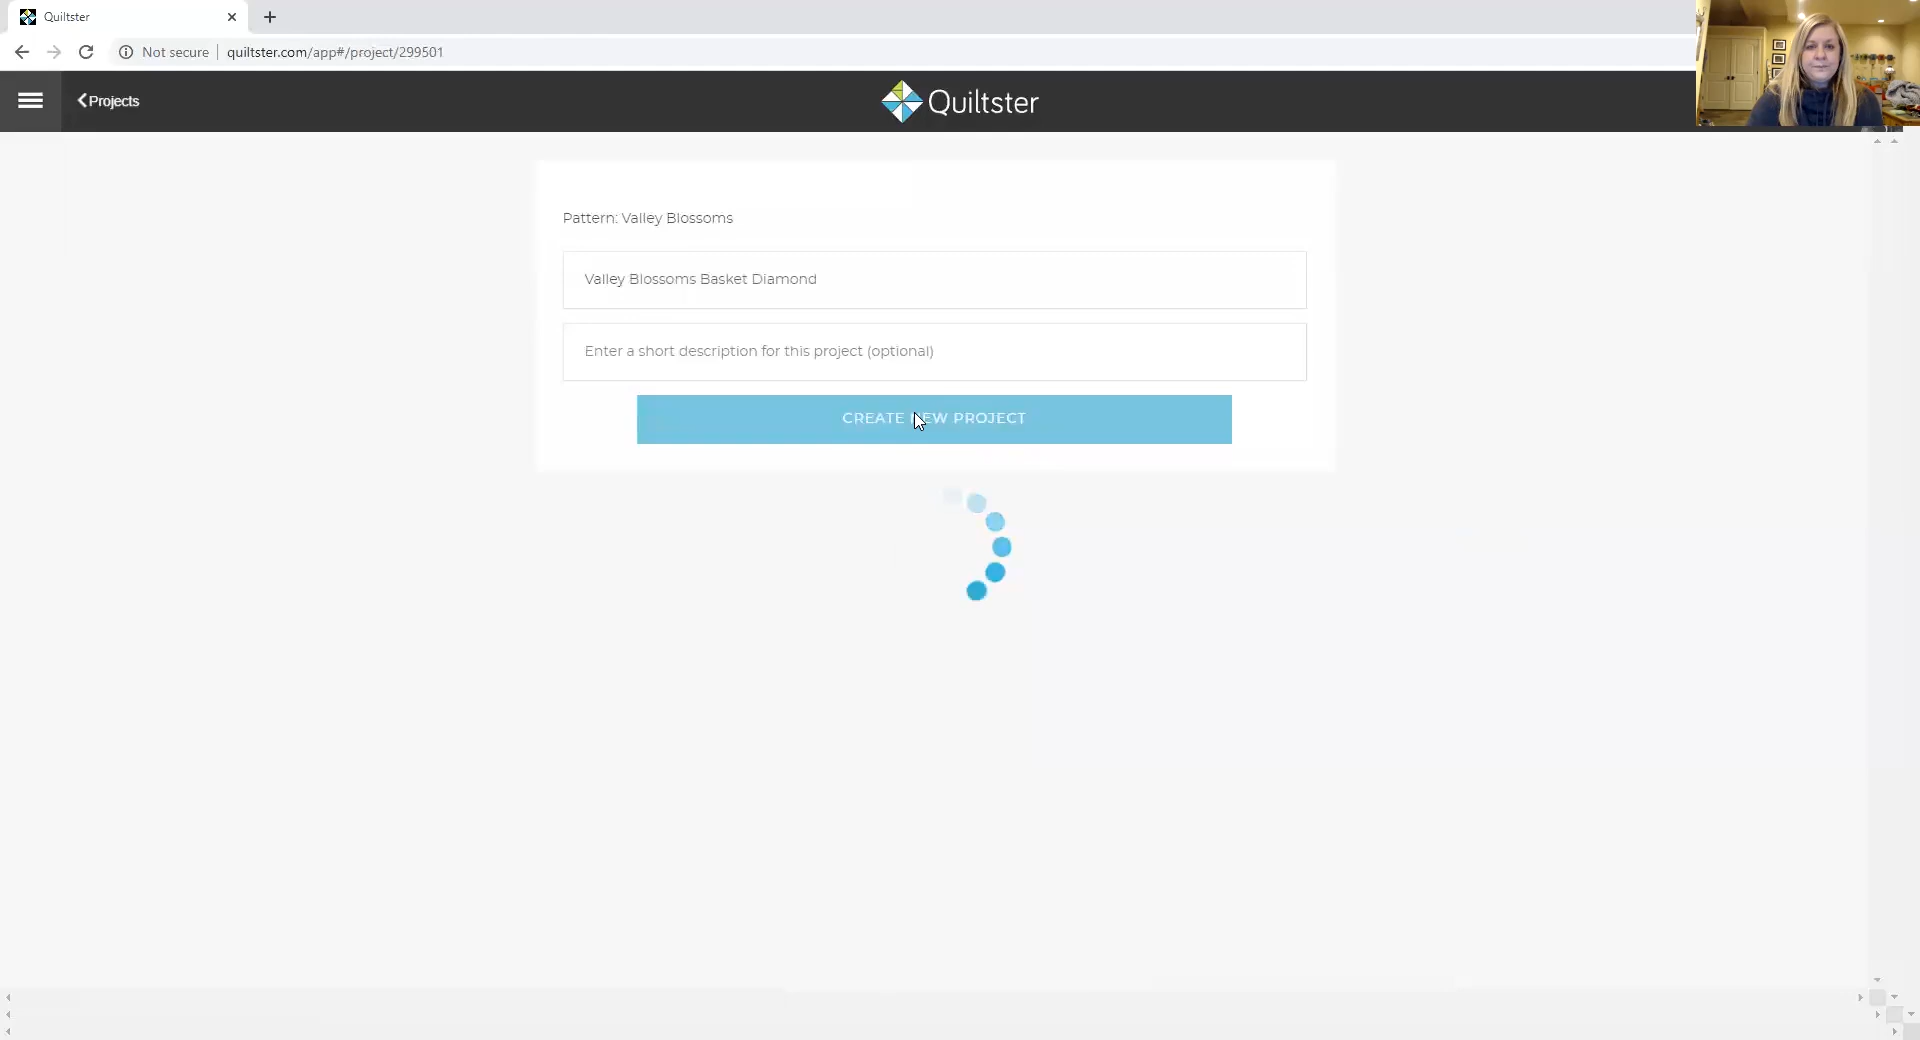 Quiltster
Not secure quiltster.com/app#/project/299501
Projects
Quiltster
Pattern: Valley Blossoms
Valley Blossoms Basket Diamond
Enter a short description for this project (optional)
CREATE NEW PROJECT